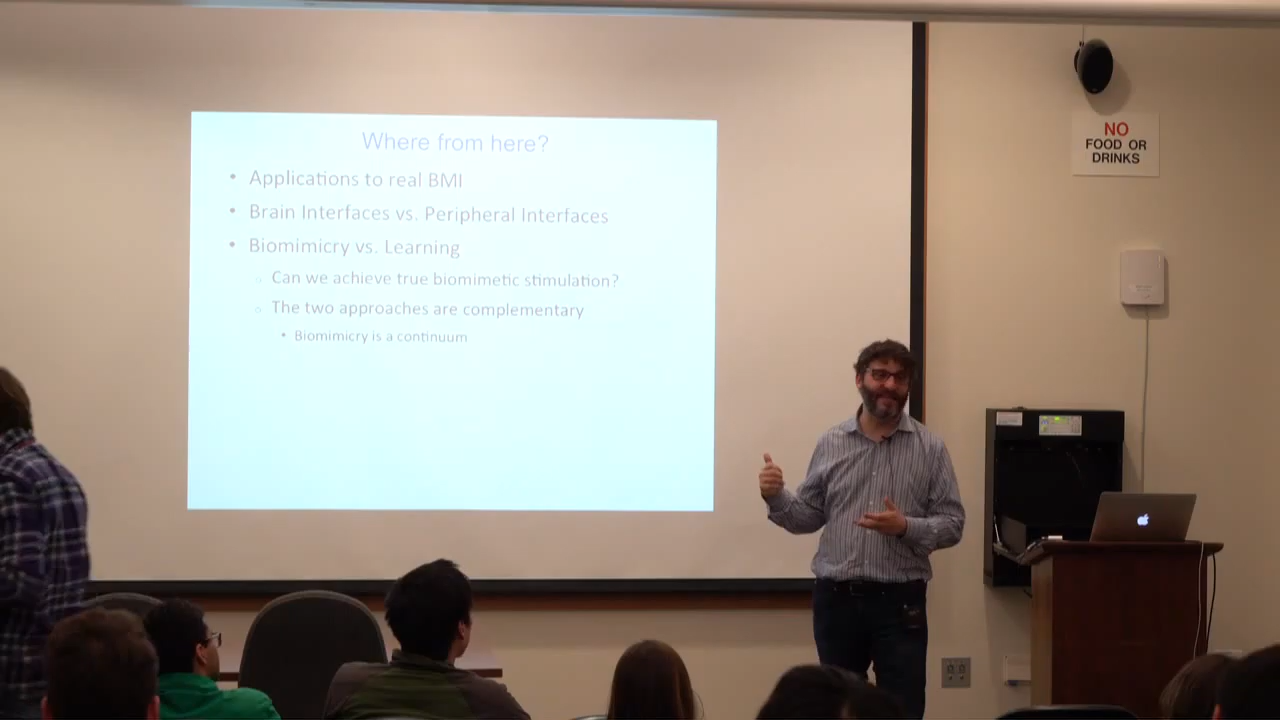 Where from here?
• Applications to real BMI
• Brain Interfaces vs. Peripheral Interfaces
• Biomimicry vs. Learning
○ Can we achieve true biomimetic stimulation?
○ The two approaches are complementary
• Biomimicry is a continuum
NO
FOOD OR
DRINKS